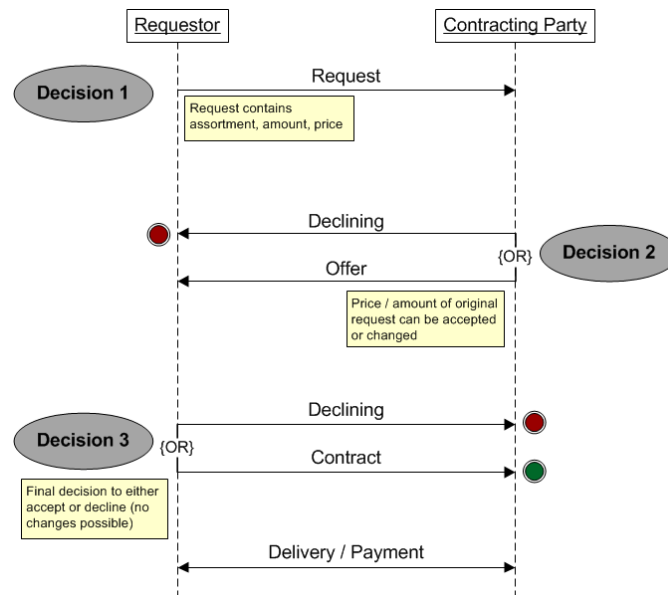 Requestor
Contracting Party
Request
Decision 1
Request contains
assortment, amount, price
Declining
{OR}
Decision 2
Offer
Price / amount of original
request can be accepted
or changed
Declining
Decision 3
{OR}
Contract
Final decision to either
accept or decline (no
changes possible)
Delivery / Payment